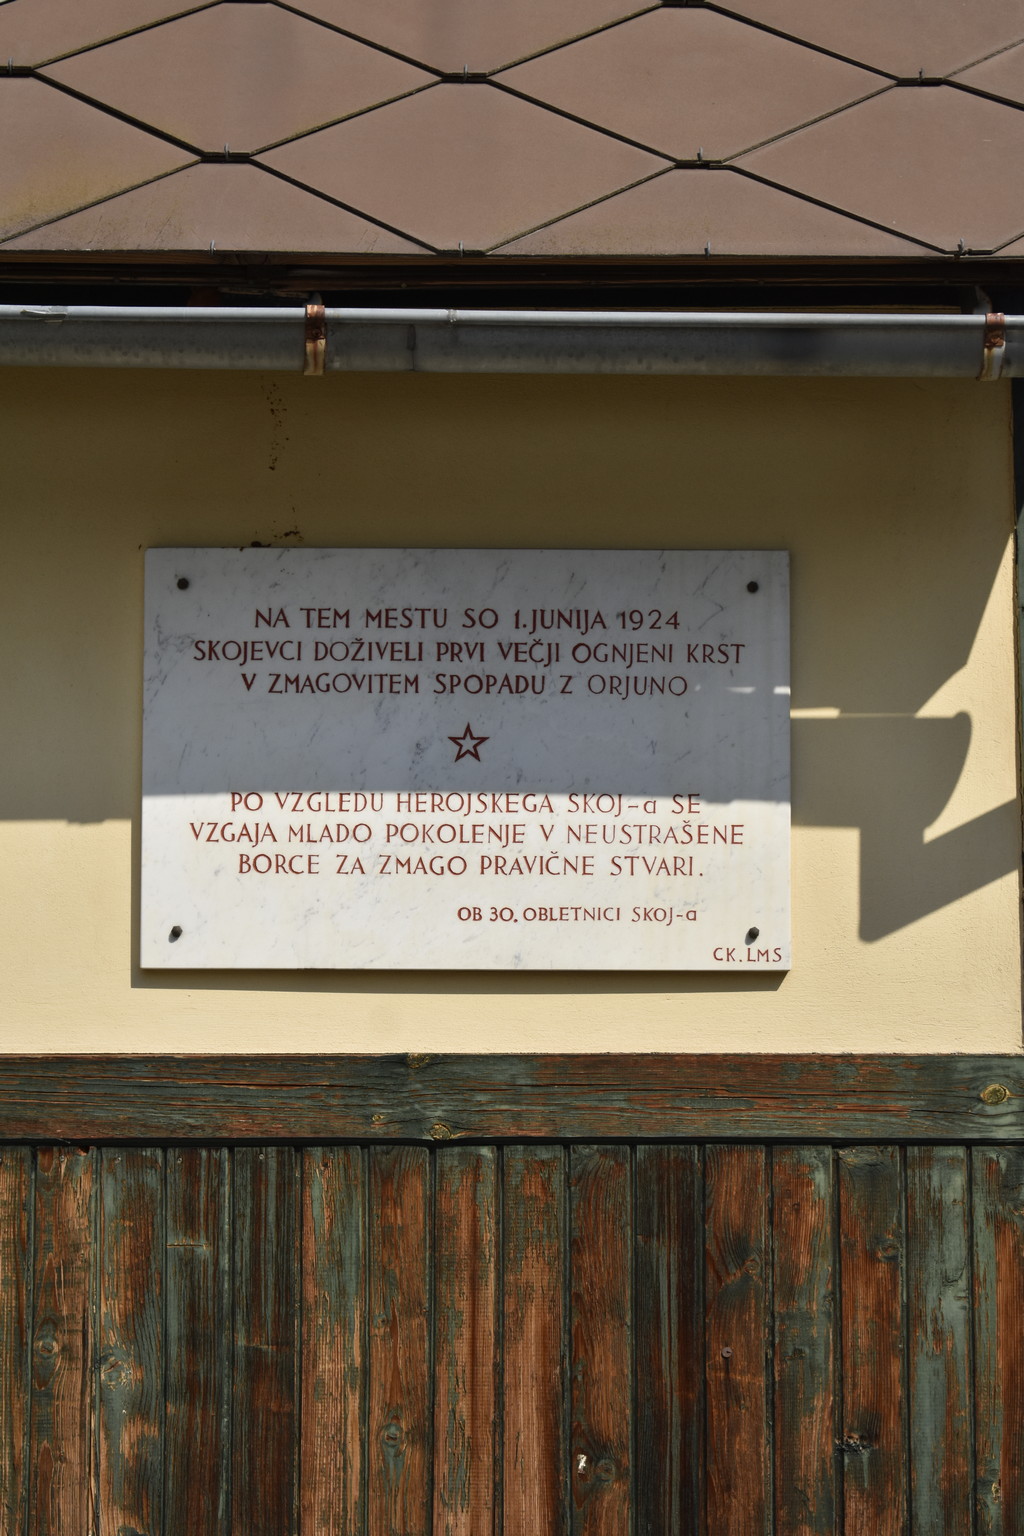 NA TEM MESTU SO 1. JUNIJA 1924
SKOJEVCI DOŽIVELI PRVI VEČJI OGNJENI KRST
V ZMAGOVITEM SPOPADU Z ORJUNO
PO VZGLEDU HEROJSKEGA SKOJ-a SE
VZGAJA MLADO POKOLENJE V NEUSTRAŠENE
BORCE ZA ZMAGO PRAVIČNE STVARI.
OB 30. OBLETNICI SKOJ-a
CK. LMS